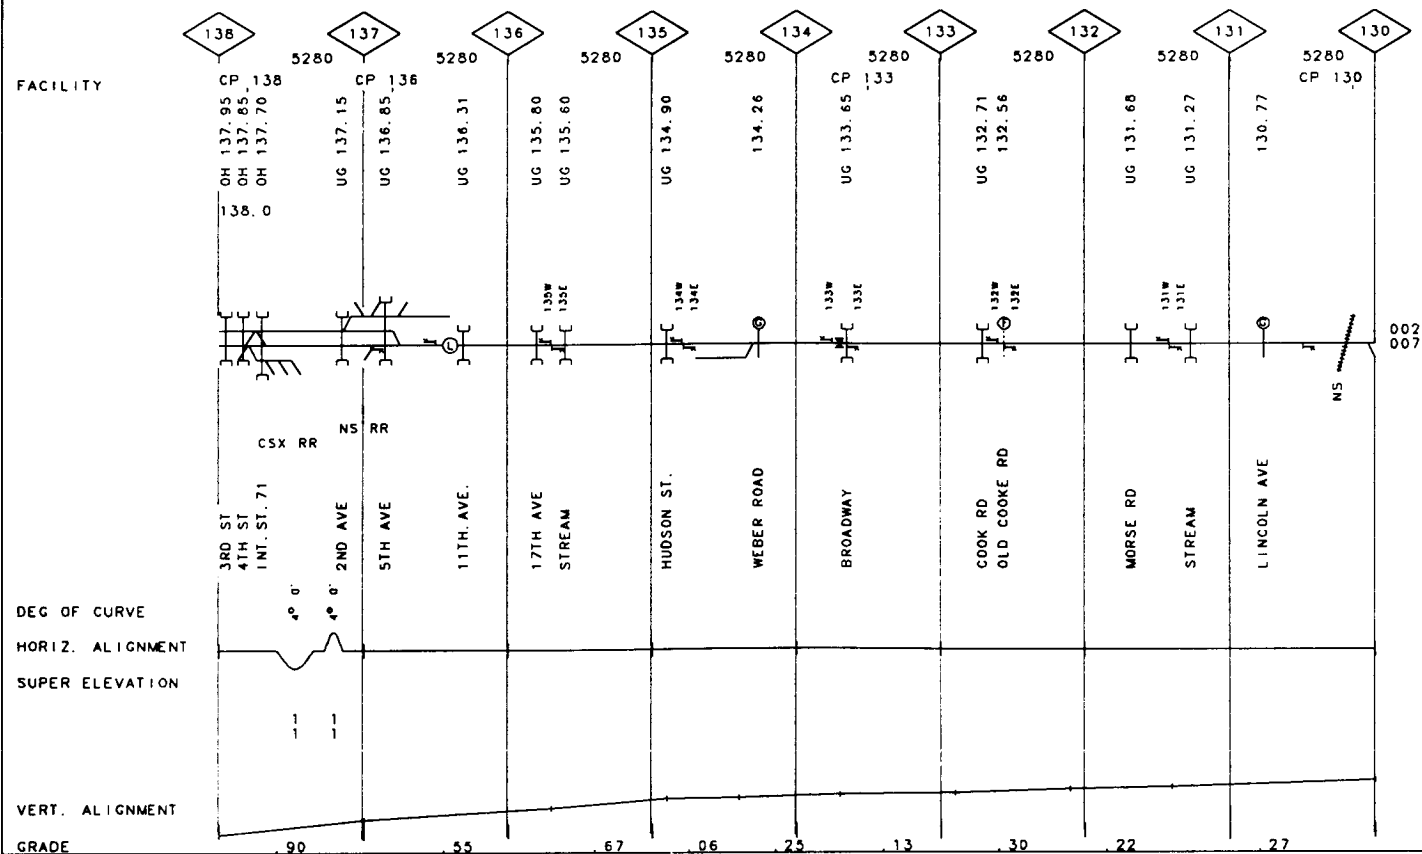 138 137 136 135 134 133 132 131 130
5280 5280 5280 5280 5280 5280 5280 5280
FACILITY
CP 138 CP 136 CP 133 CP 130
OH 137.95
OH 137.85
OH 137.70
UG 137.15
UG 136.85
UG 136.31
UG 135.80
UG 135.60
UG 134.90
134.26
UG 133.65
UG 132.71
132.56
UG 131.68
UG 131.27
130.77
138.0
135W
135E
134W
134E
133W
133E
132W
132E
131W
131E
L
G
002
007
NS
CSX RR
NS RR
3RD ST
4TH ST
INT. ST. 71
2ND AVE
5TH AVE
11TH. AVE.
17TH AVE
STREAM
HUDSON ST.
WEBER ROAD
BROADWAY
COOK RD
OLD COOKE RD
MORSE RD
STREAM
LINCOLN AVE
DEG OF CURVE
4° 0'
4° 0'
HORIZ. ALIGNMENT
SUPER ELEVATION
1 1
1 1
VERT. ALIGNMENT
GRADE .90 .55 .67 .06 .25 .13 .30 .22 .27